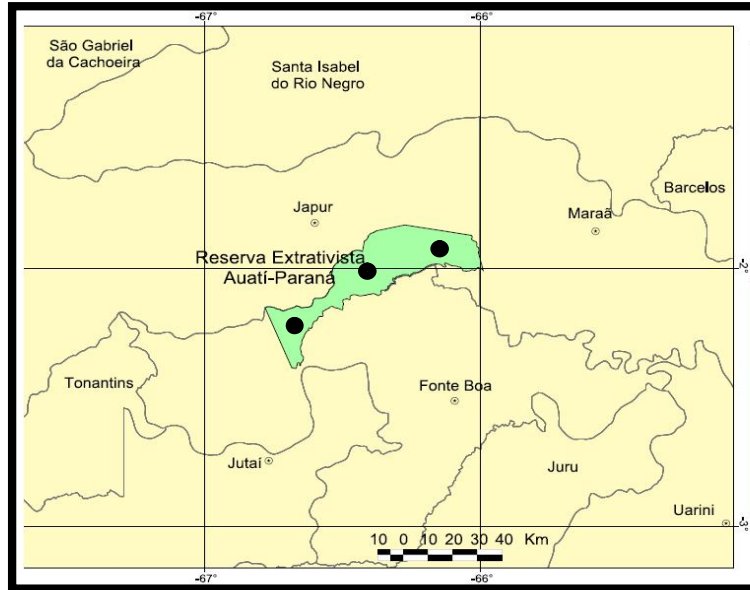 -67°
-66°
São Gabriel
da Cachoeira
Santa Isabel
do Rio Negro
Barcelos
Japur
Maraã
Reserva Extrativista
Auatí-Paraná
-2°
Tonantins
Fonte Boa
Jutaí
Juru
Uarini
-3°
10 0 10 20 30 40 Km
-67°
-66°